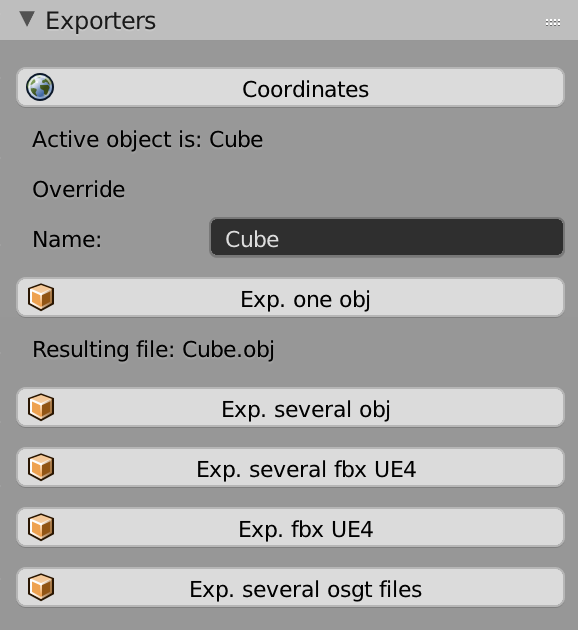 Exporters
Coordinates
Active object is: Cube
Override
Name: Cube
Exp. one obj
Resulting file: Cube.obj
Exp. several obj
Exp. several fbx UE4
Exp. fbx UE4
Exp. several osgt files